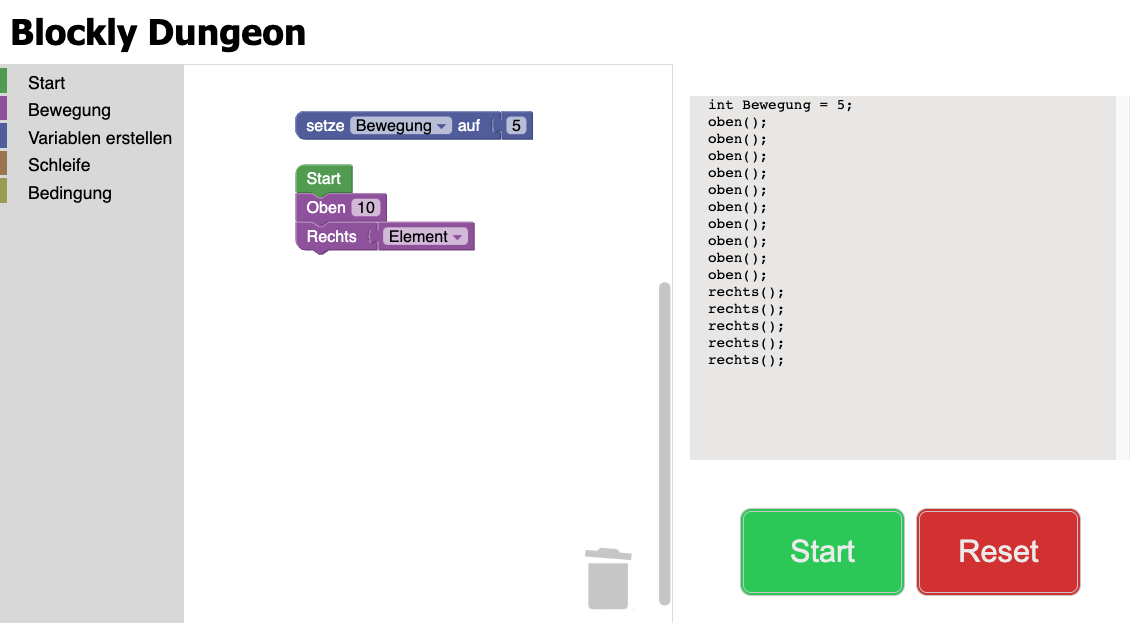 Blockly Dungeon
Start
Bewegung
Variablen erstellen
Schleife
Bedingung
setze Bewegung auf 5
Start
Oben 10
Rechts Element
int Bewegung = 5;
oben();
oben();
oben();
oben();
oben();
oben();
oben();
oben();
oben();
oben();
rechts();
rechts();
rechts();
rechts();
rechts();
Start Reset